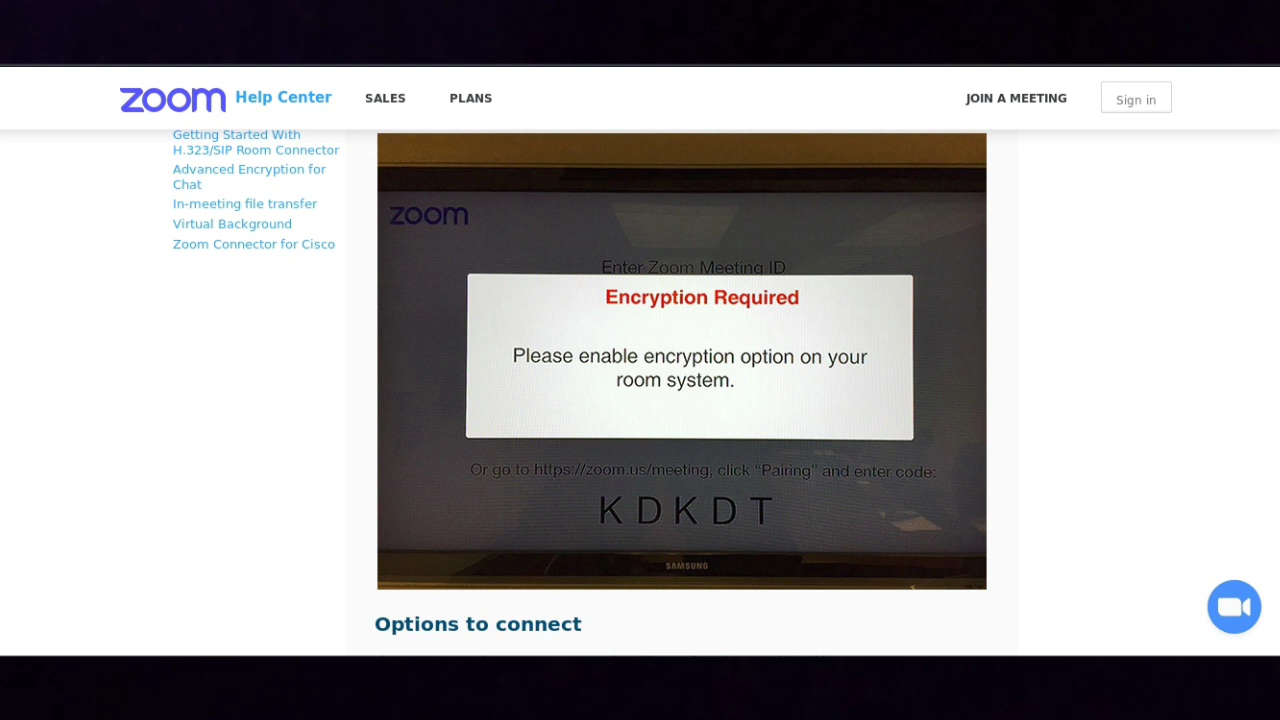 zoom Help Center SALES PLANS JOIN A MEETING Sign in
Getting Started With
H.323/SIP Room Connector
Advanced Encryption for
Chat
In-meeting file transfer
Virtual Background
Zoom Connector for Cisco
zoom
Enter Zoom Meeting ID
Encryption Required
Please enable encryption option on your
room system.
Or go to https://zoom.us/meeting, click “Pairing” and enter code:
K D K D T
SAMSUNG
Options to connect